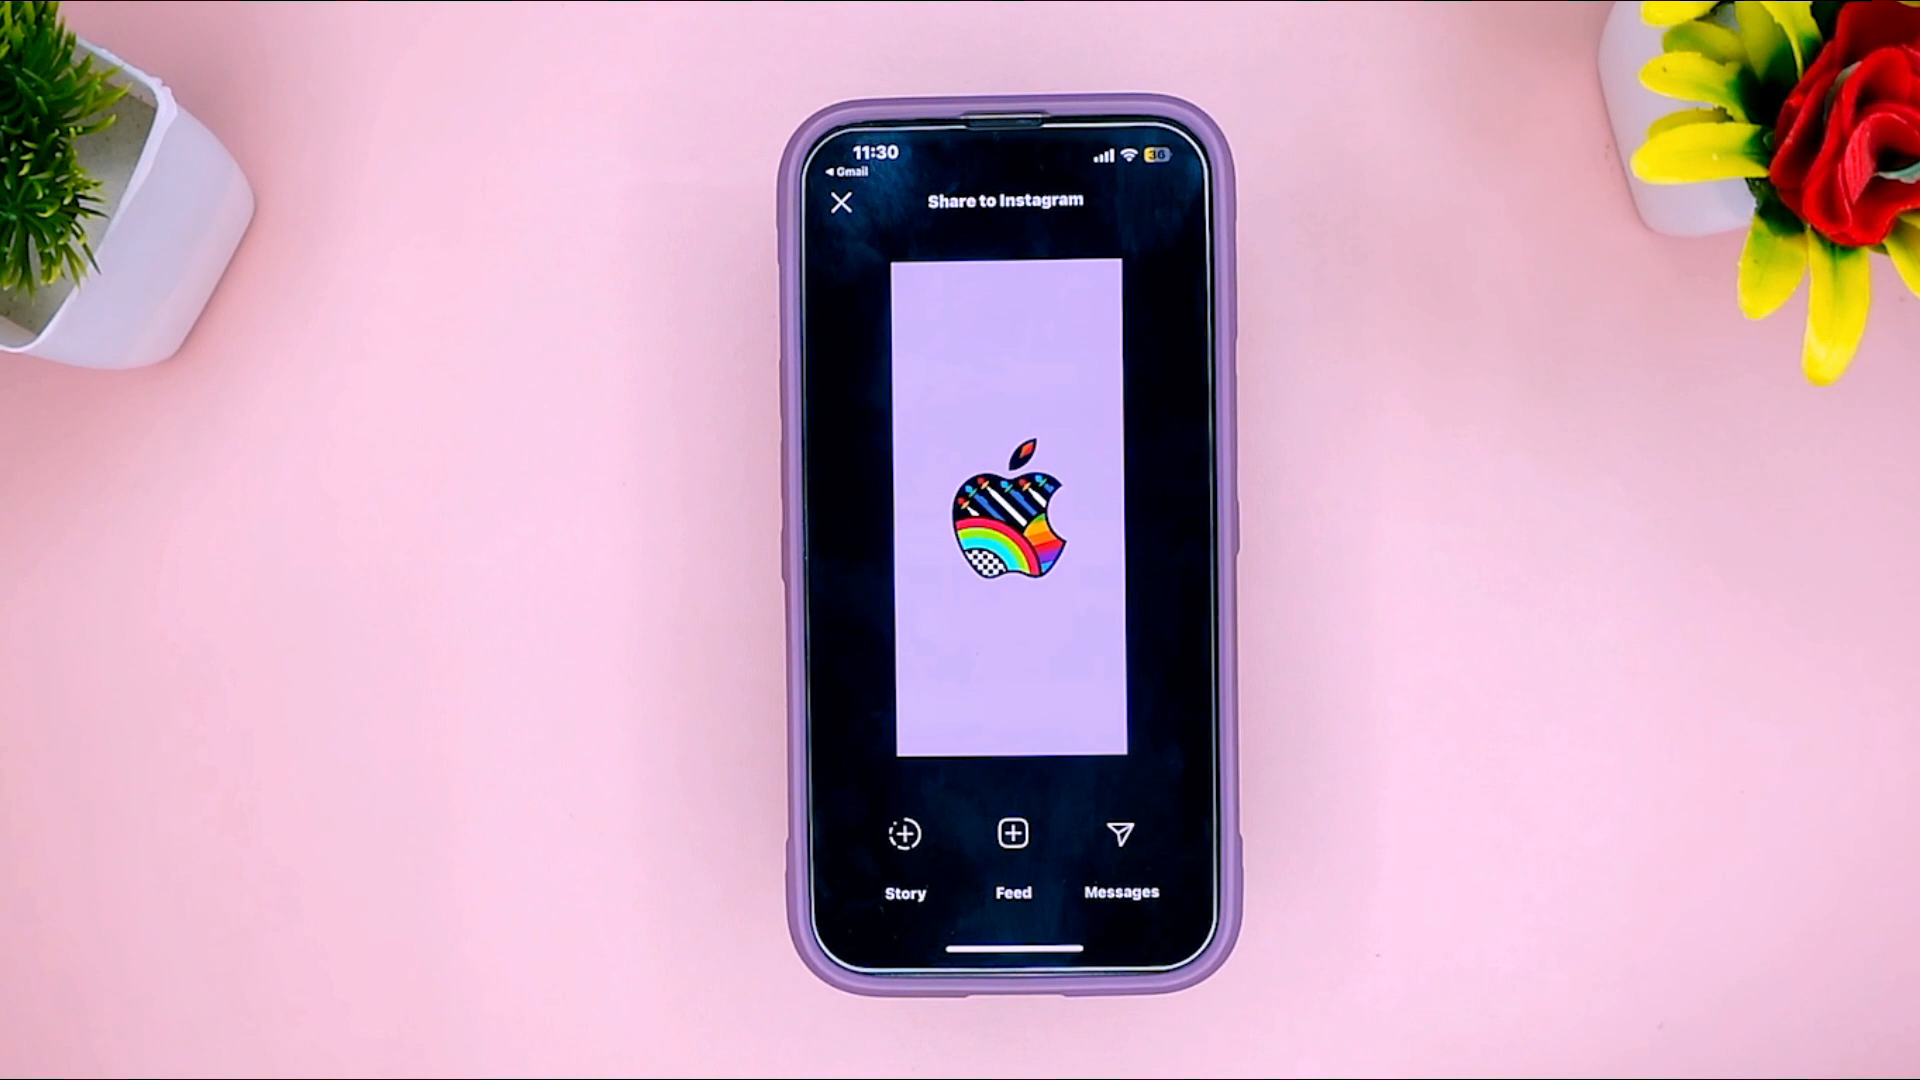 11:30
36
◀ Gmail
Share to Instagram
Story
Feed
Messages